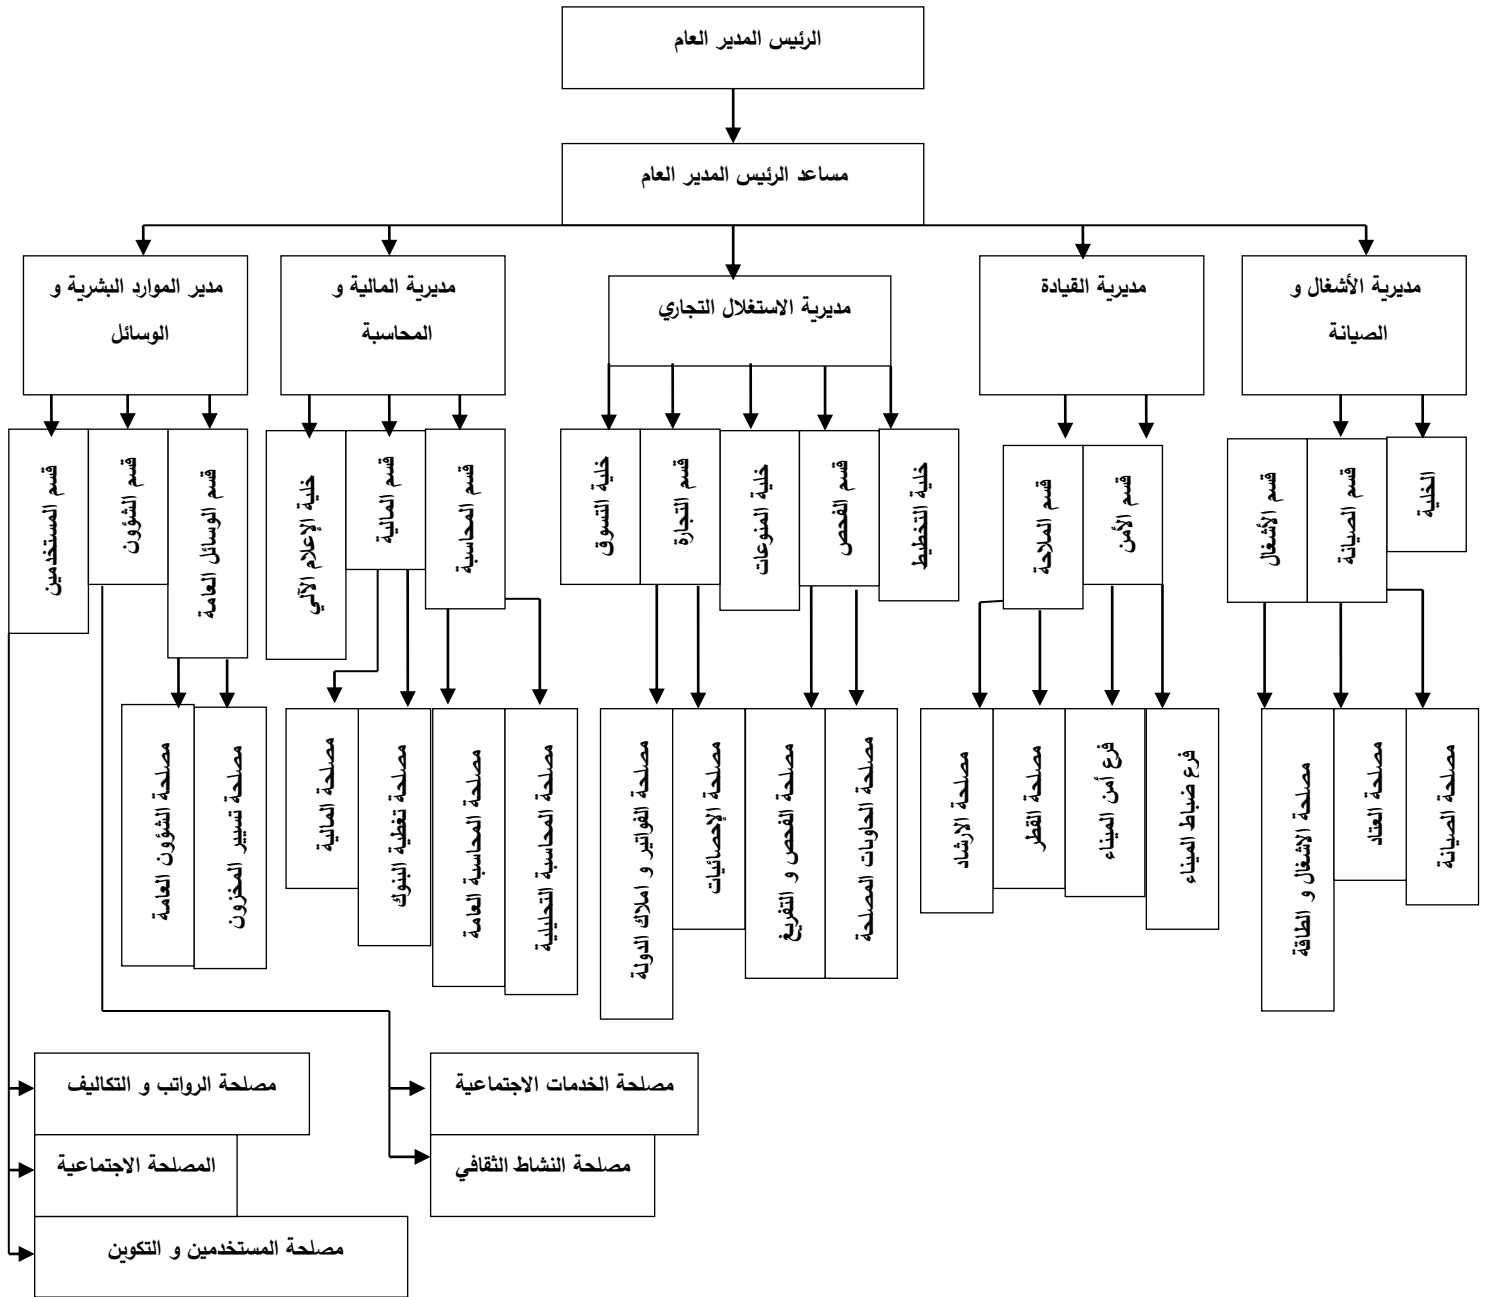 الرئيس المدير العام
مساعد الرئيس المدير العام
مديرية الأشغال و
الصيانة
مديرية القيادة
مديرية الاستغلال التجاري
مديرية المالية و
المحاسبة
مدير الموارد البشرية و
الوسائل
الخلية
قسم الصيانة
قسم الأشغال
قسم الأمن
قسم الملاحة
خلية التخطيط
قسم الفحص
خلية المنوعات
قسم التجارة
خلية التسوق
قسم المحاسبة
قسم المالية
خلية الإعلام الآلي
قسم الوسائل العامة
قسم الشؤون
قسم المستخدمين
مصلحة الصيانة
مصلحة العتاد
مصلحة الاشغال و الطاقة
فرع ضباط الميناء
فرع أمن الميناء
مصلحة القطر
مصلحة الارشاد
مصلحة الحاويات المصلحة
مصلحة الفحص و التفريغ
مصلحة الإحصائيات
مصلحة الفواتير و املاك الدولة
مصلحة المحاسبة التحليلية
مصلحة المحاسبة العامة
مصلحة تغطية البنوك
مصلحة المالية
مصلحة تسيير المخزون
مصلحة الشؤون العامة
مصلحة الخدمات الاجتماعية
مصلحة الرواتب و التكاليف
مصلحة النشاط الثقافي
المصلحة الاجتماعية
مصلحة المستخدمين و التكوين